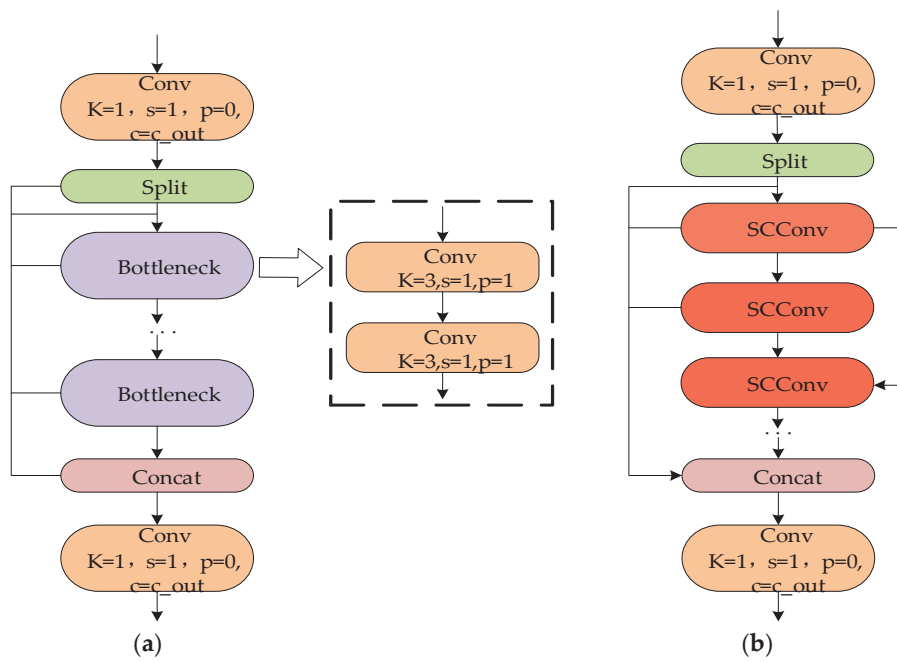 Conv
K=1，s=1，p=0,
c=c_out
Split
Bottleneck
...
Bottleneck
Concat
Conv
K=1，s=1，p=0,
c=c_out
(a)
Conv
K=3,s=1,p=1
Conv
K=3,s=1,p=1
Conv
K=1，s=1，p=0,
c=c_out
Split
SCConv
SCConv
SCConv
...
Concat
Conv
K=1，s=1，p=0,
c=c_out
(b)